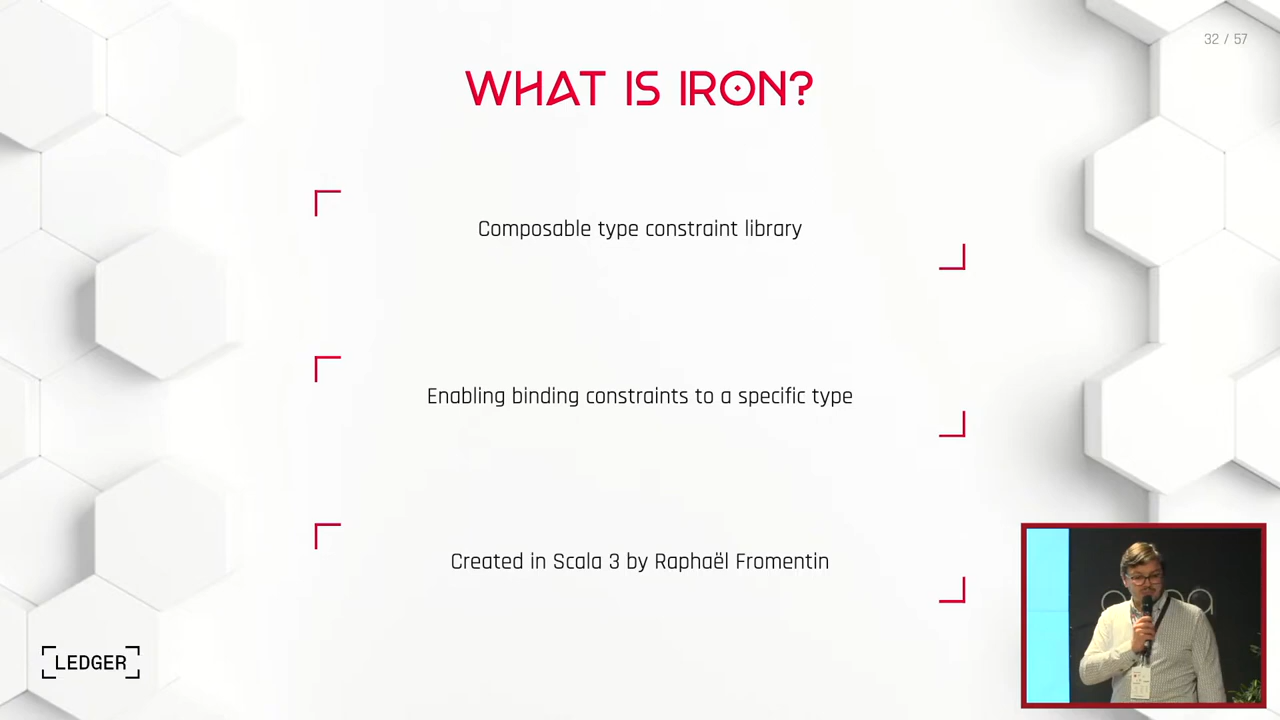 32 / 57
WHAT IS IRON?
Composable type constraint library
Enabling binding constraints to a specific type
Created in Scala 3 by Raphaël Fromentin
LEDGER